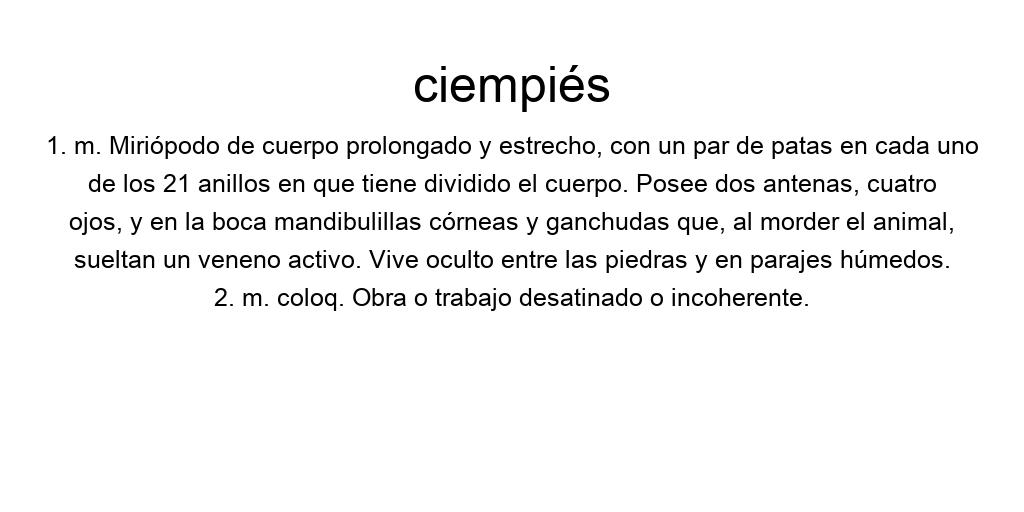 ciempiés
1. m. Miriópodo de cuerpo prolongado y estrecho, con un par de patas en cada uno
de los 21 anillos en que tiene dividido el cuerpo. Posee dos antenas, cuatro
ojos, y en la boca mandibulillas córneas y ganchudas que, al morder el animal,
sueltan un veneno activo. Vive oculto entre las piedras y en parajes húmedos.
2. m. coloq. Obra o trabajo desatinado o incoherente.